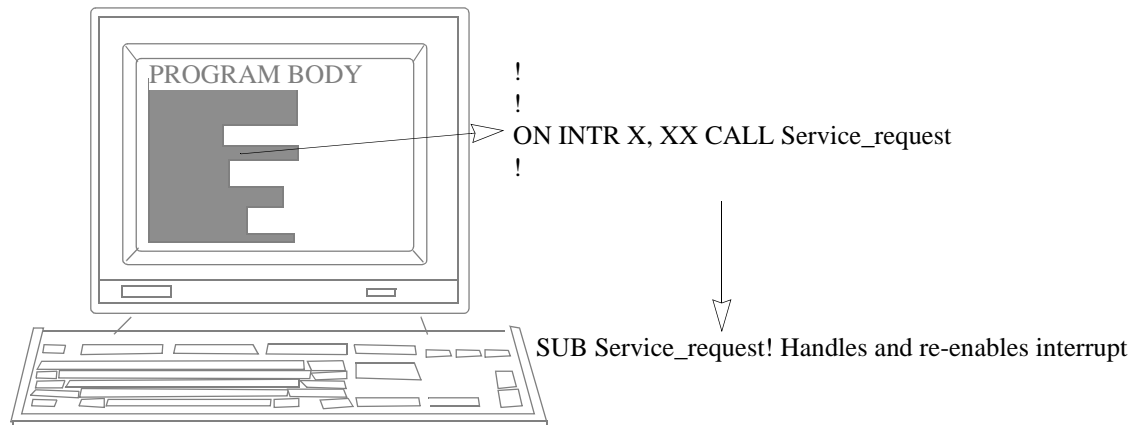 PROGRAM BODY
!
!
ON INTR X, XX CALL Service_request
!
SUB Service_request! Handles and re-enables interrupt